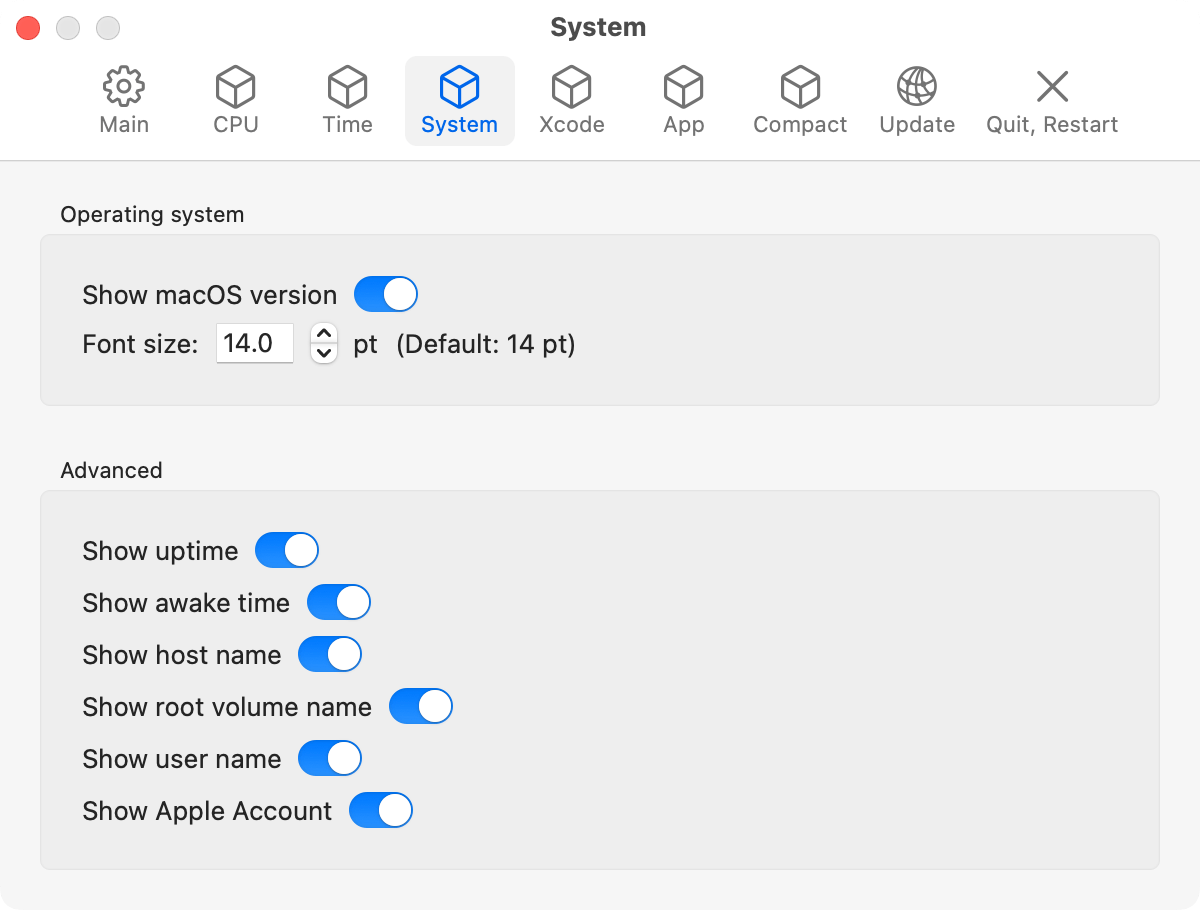 System
Main
CPU
Time
System
Xcode
App
Compact
Update
Quit, Restart
Operating system
Show macOS version
Font size: 14.0 pt (Default: 14 pt)
Advanced
Show uptime
Show awake time
Show host name
Show root volume name
Show user name
Show Apple Account